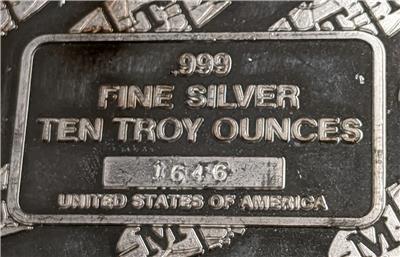 .999
FINE SILVER
TEN TROY OUNCES
1646
UNITED STATES OF AMERICA